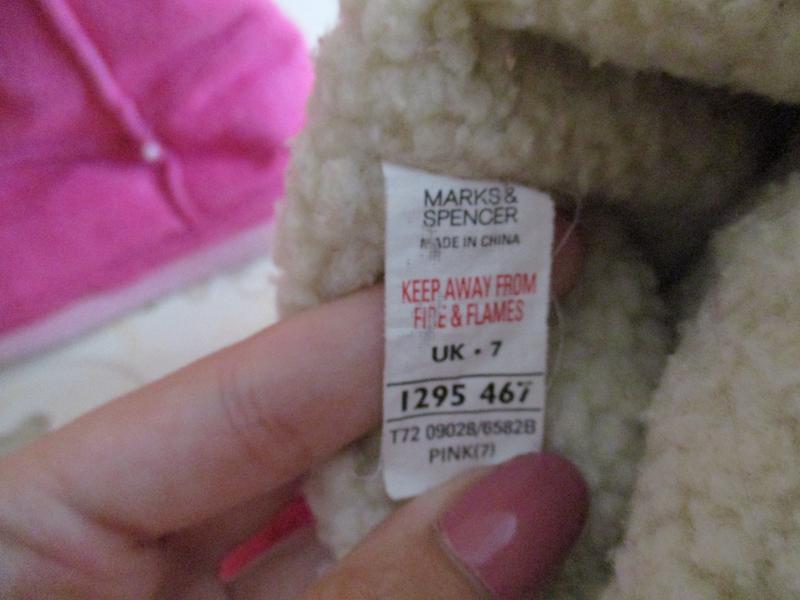 MARKS &
SPENCER
MADE IN CHINA
KEEP AWAY FROM
FIRE & FLAMES
UK · 7
1295 467
T72 09028/6582B
PINK(7)